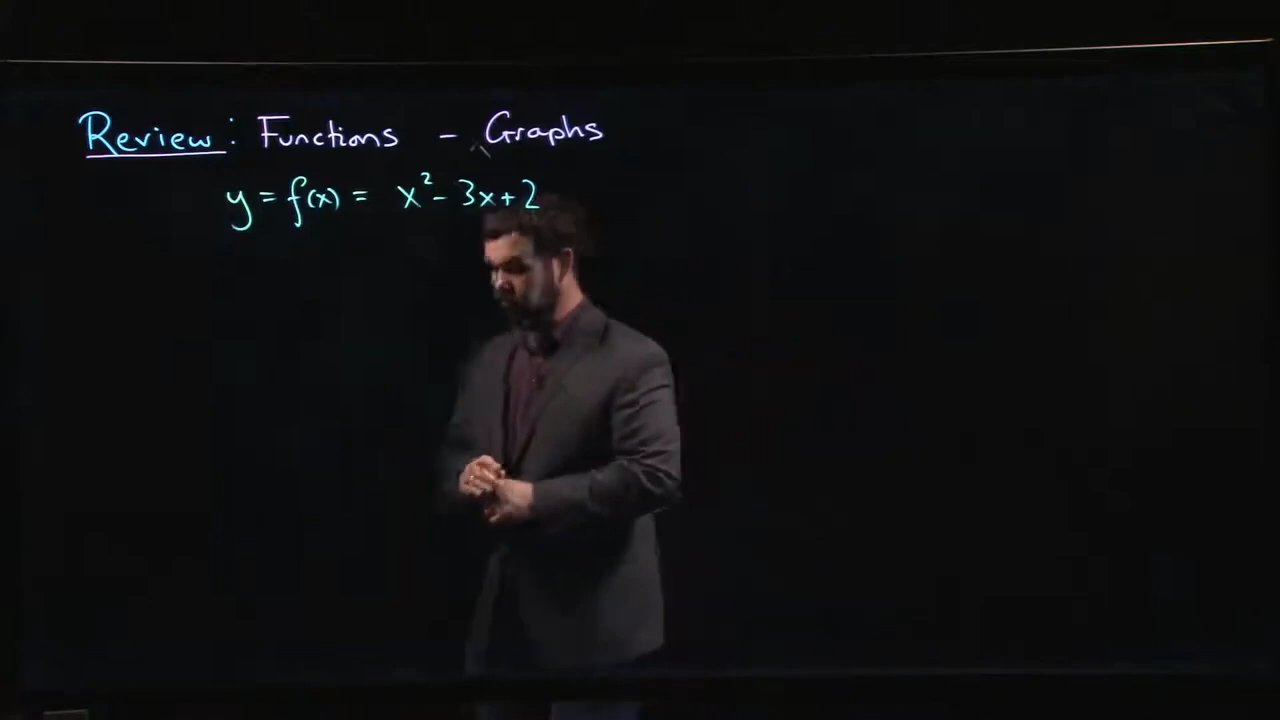 Review: Functions - Graphs
y = f(x) = x² - 3x + 2